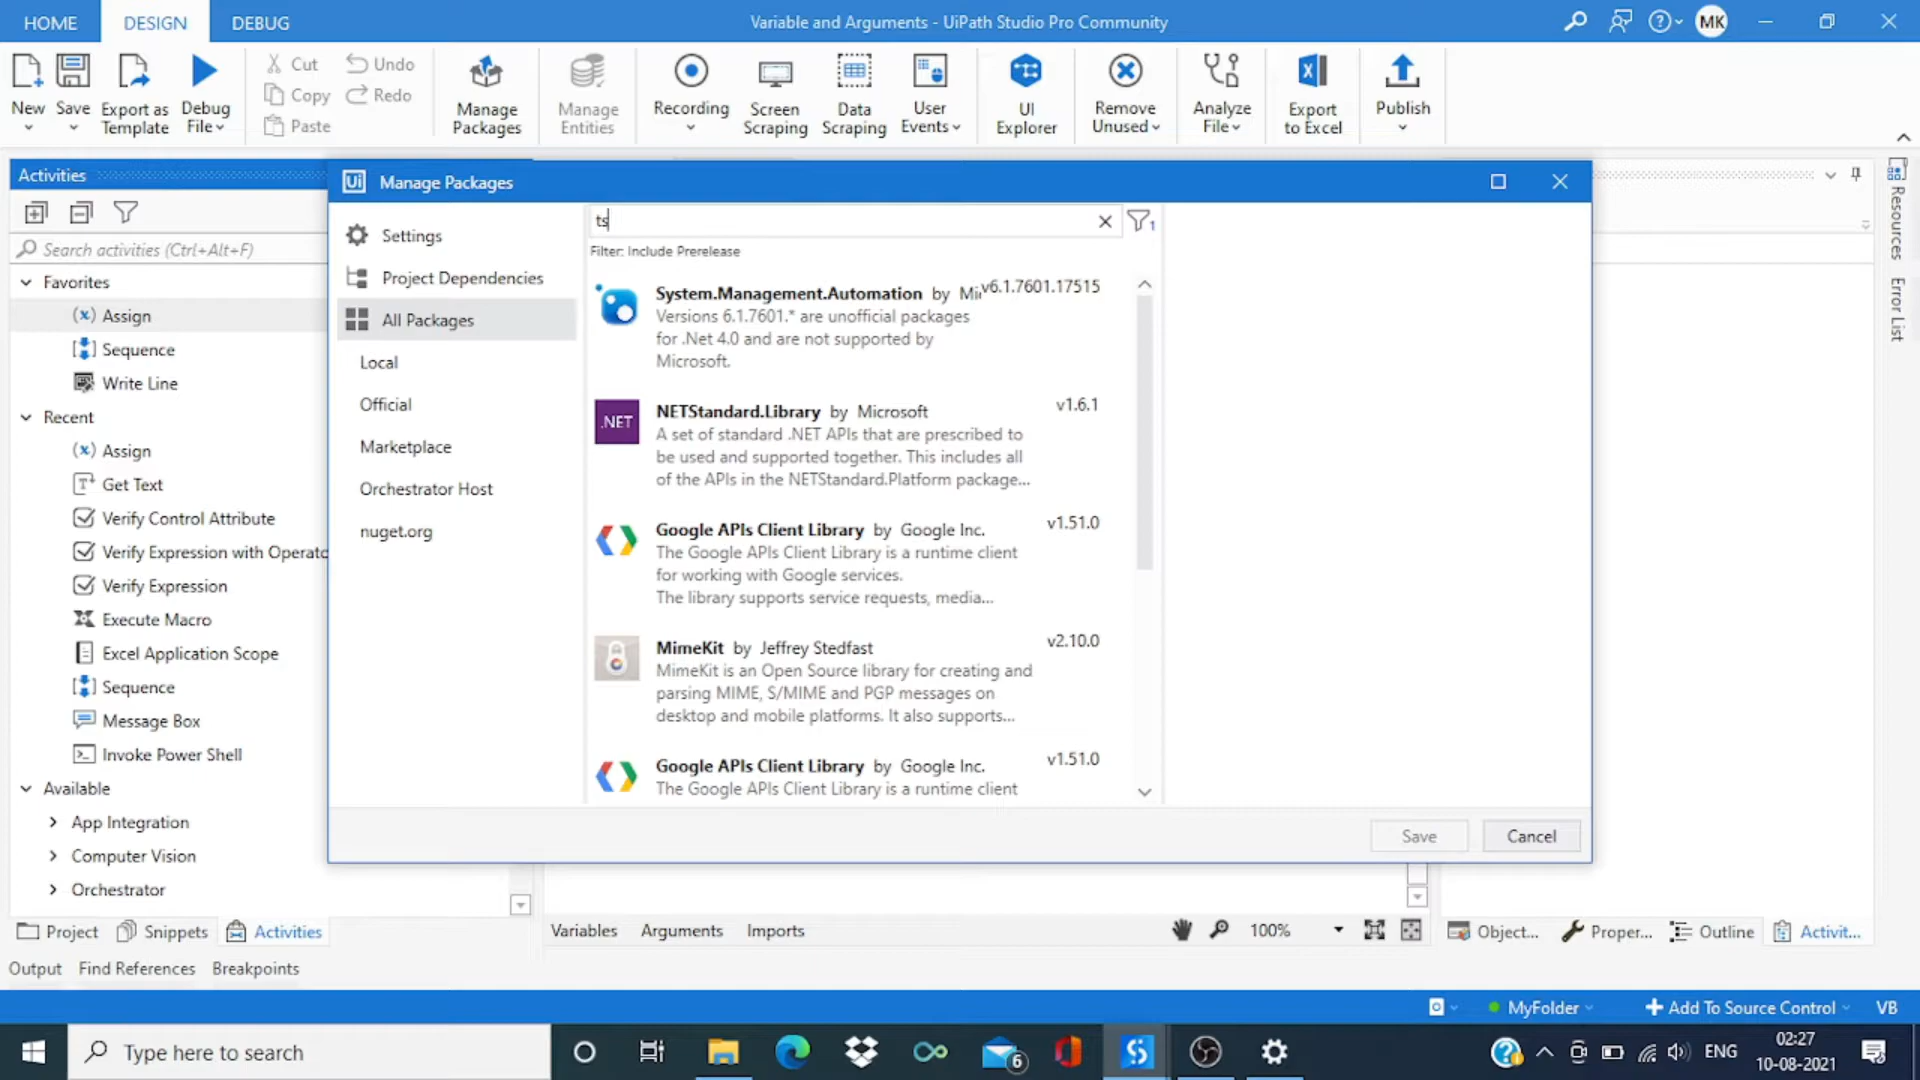 HOME
DESIGN
DEBUG
Variable and Arguments - UiPath Studio Pro Community
MK
New
Save
Export as Template
Debug File
Cut
Copy
Paste
Undo
Redo
Manage Packages
Manage Entities
Recording
Screen Scraping
Data Scraping
User Events
UI Explorer
Remove Unused
Analyze File
Export to Excel
Publish
Activities
Search activities (Ctrl+Alt+F)
Favorites
Assign
Sequence
Write Line
Recent
Assign
Get Text
Verify Control Attribute
Verify Expression with Operato
Verify Expression
Execute Macro
Excel Application Scope
Sequence
Message Box
Invoke Power Shell
Available
App Integration
Computer Vision
Orchestrator
Project
Snippets
Activities
Ui Manage Packages
Settings
Project Dependencies
All Packages
Local
Official
Marketplace
Orchestrator Host
nuget.org
ts
1
Filter: Include Prerelease
System.Management.Automation by Mi v6.1.7601.17515
Versions 6.1.7601.* are unofficial packages
for .Net 4.0 and are not supported by
Microsoft.
.NET
NETStandard.Library by Microsoft v1.6.1
A set of standard .NET APIs that are prescribed to
be used and supported together. This includes all
of the APIs in the NETStandard.Platform package...
Google APIs Client Library by Google Inc. v1.51.0
The Google APIs Client Library is a runtime client
for working with Google services.
The library supports service requests, media...
MimeKit by Jeffrey Stedfast v2.10.0
MimeKit is an Open Source library for creating and
parsing MIME, S/MIME and PGP messages on
desktop and mobile platforms. It also supports...
Google APIs Client Library by Google Inc. v1.51.0
The Google APIs Client Library is a runtime client
Save
Cancel
Resources
Error List
Variables
Arguments
Imports
100%
Object...
Proper...
Outline
Activit...
Output
Find References
Breakpoints
MyFolder
Add To Source Control
VB
Type here to search
6
ENG
02:27
10-08-2021